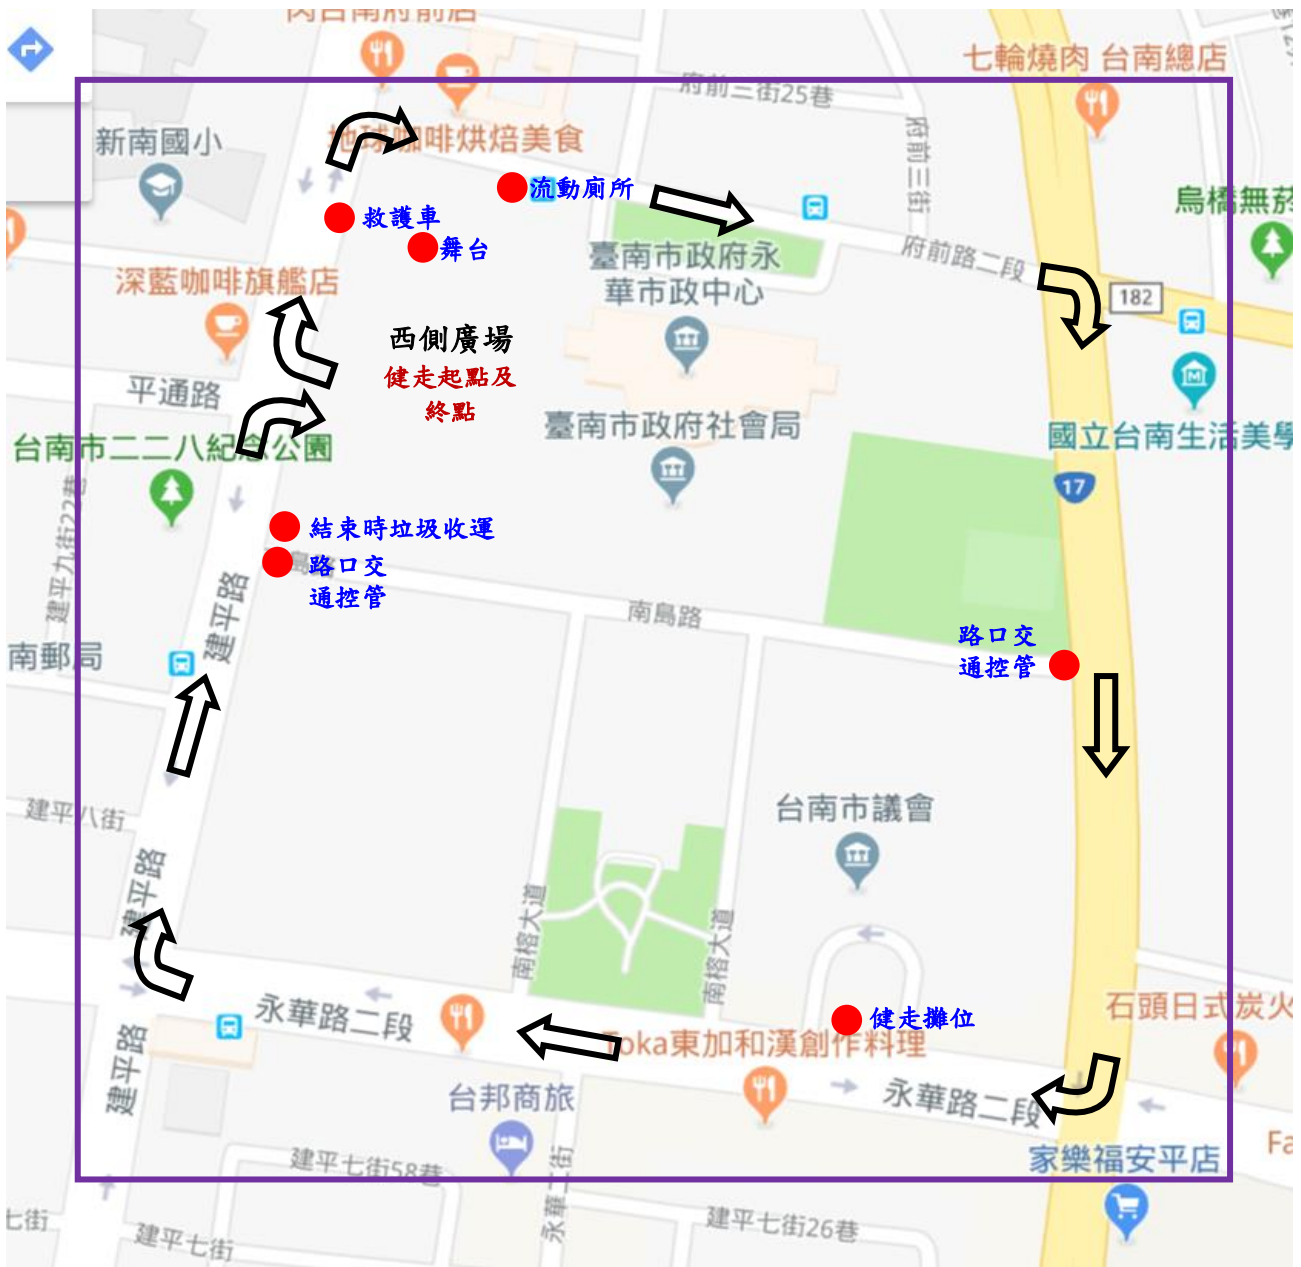 肉台南府前店
七輪燒肉 台南總店
府前三街25巷
新南國小
地球咖啡烘焙美食
府前三街
流動廁所
烏橋無菸
救護車
舞台
臺南市政府永
華市政中心
府前路二段
深藍咖啡旗艦店
182
西側廣場
健走起點及
終點
平通路
臺南市政府社會局
台南市二二八紀念公園
國立台南生活美學
17
建平九街22巷
結束時垃圾收運
島路
路口交
通控管
南島路
建平路
路口交
通控管
南郵局
建平八街
台南市議會
建平路
南榕大道
南榕大道
永華路二段
健走攤位
石頭日式炭火
Toka東加和漢創作料理
建平路
台邦商旅
永華路二段
家樂福安平店
Fa
建平七街58巷
永華二街
七街
建平七街
建平七街26巷